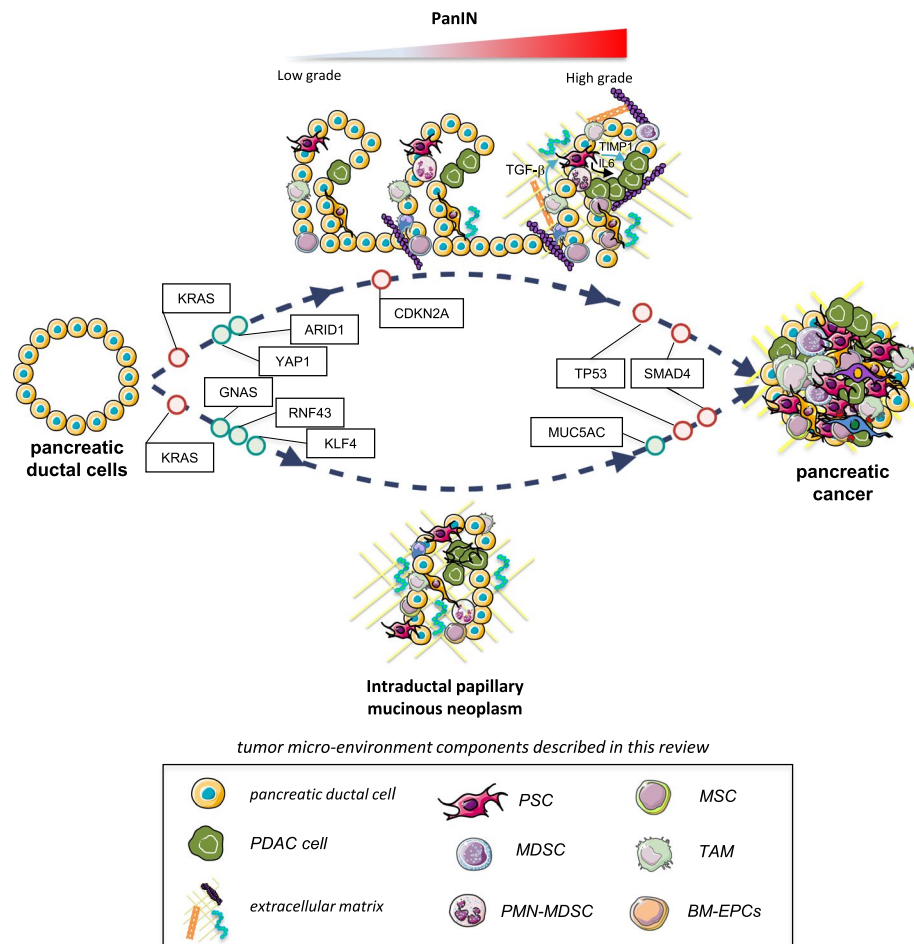 PanIN
Low grade
High grade
TIMP1
TGF-β
IL6
KRAS
CDKN2A
ARID1
YAP1
TP53
SMAD4
GNAS
RNF43
KLF4
KRAS
MUC5AC
pancreatic
ductal cells
pancreatic
cancer
Intraductal papillary
mucinous neoplasm
tumor micro-environment components described in this review
pancreatic ductal cell
PSC
MSC
PDAC cell
MDSC
TAM
extracellular matrix
PMN-MDSC
BM-EPCs